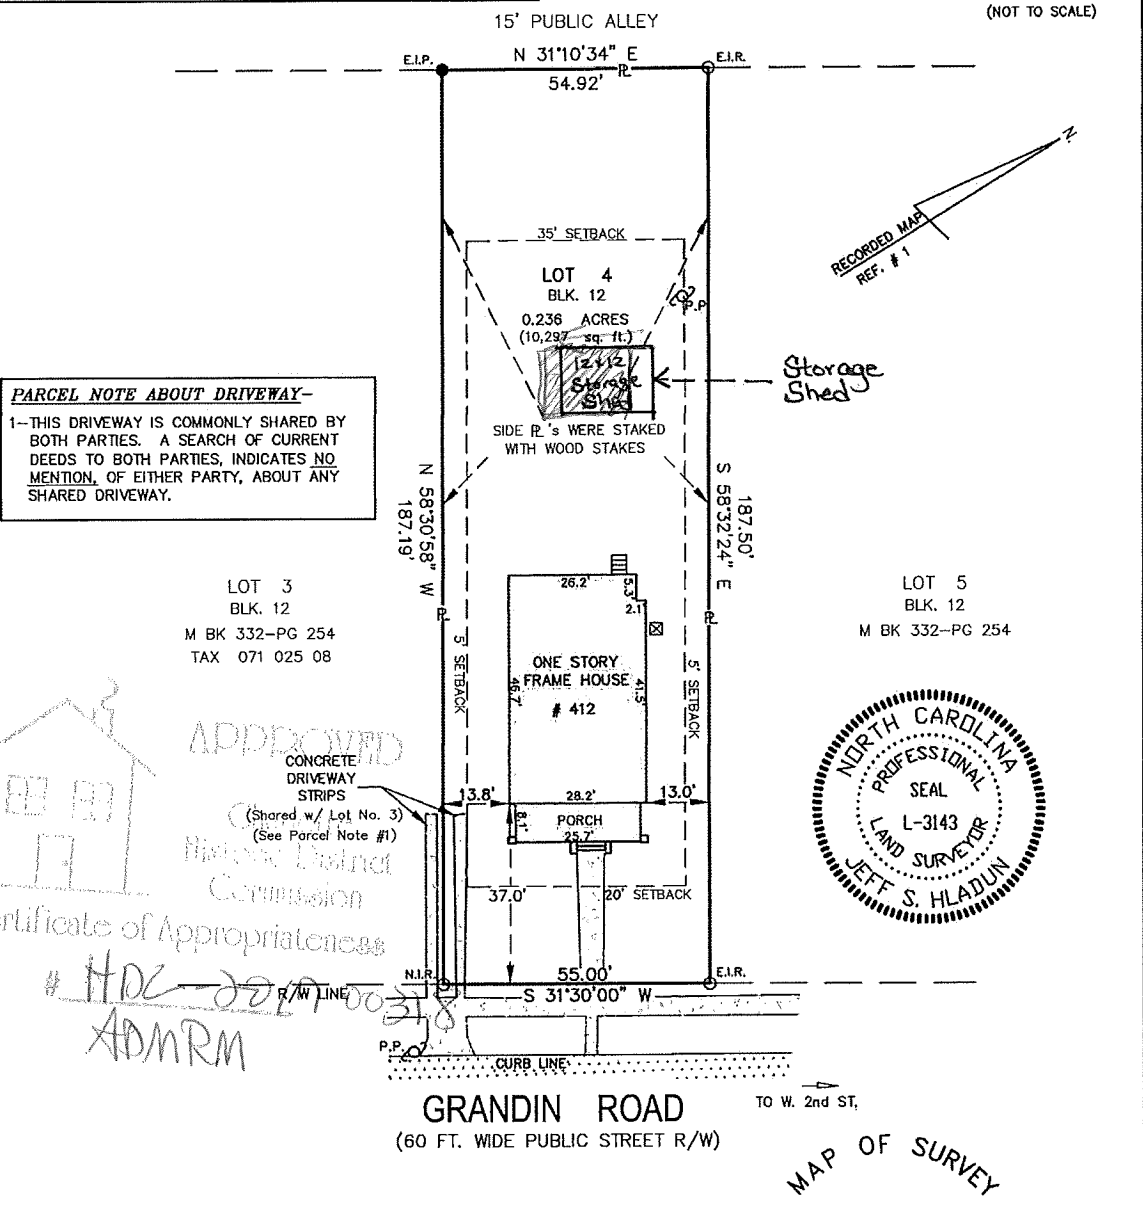 (NOT TO SCALE)
15' PUBLIC ALLEY
E.I.P.
N 31°10'34" E
E.I.R.
54.92'
N.
RECORDED MAP
REF. # 1
35' SETBACK
LOT 4
BLK. 12
P.P
0.236 ACRES
(10,297 sq. ft.)
12x12
Storage
Shed
Storage
Shed
SIDE PL's WERE STAKED
WITH WOOD STAKES
PARCEL NOTE ABOUT DRIVEWAY-
1--THIS DRIVEWAY IS COMMONLY SHARED BY
BOTH PARTIES. A SEARCH OF CURRENT
DEEDS TO BOTH PARTIES, INDICATES NO
MENTION, OF EITHER PARTY, ABOUT ANY
SHARED DRIVEWAY.
N 58°30'58" W
187.19'
S 58°32'24" E
187.50'
PL
PL
PL
LOT 3
BLK. 12
M BK 332-PG 254
TAX 071 025 08
LOT 5
BLK. 12
M BK 332-PG 254
26.2'
5.3'
2.1'
5' SETBACK
ONE STORY
FRAME HOUSE
# 412
46.7'
41.5'
5' SETBACK
APPROVED
Historic District
Commission
Certificate of Appropriateness
# HDC-2017-00318
ADMRM
CONCRETE
DRIVEWAY
STRIPS
(Shared w/ Lot No. 3)
(See Parcel Note #1)
13.8'
28.2'
13.0'
8.1'
PORCH
25.7'
37.0'
20' SETBACK
NORTH CAROLINA
PROFESSIONAL
SEAL
L-3143
LAND SURVEYOR
JEFF S. HLADUN
N.I.R.
55.00'
E.I.R.
R/W LINE
S 31°30'00" W
P.P.
CURB LINE
GRANDIN ROAD
(60 FT. WIDE PUBLIC STREET R/W)
TO W. 2nd ST.
MAP OF SURVEY